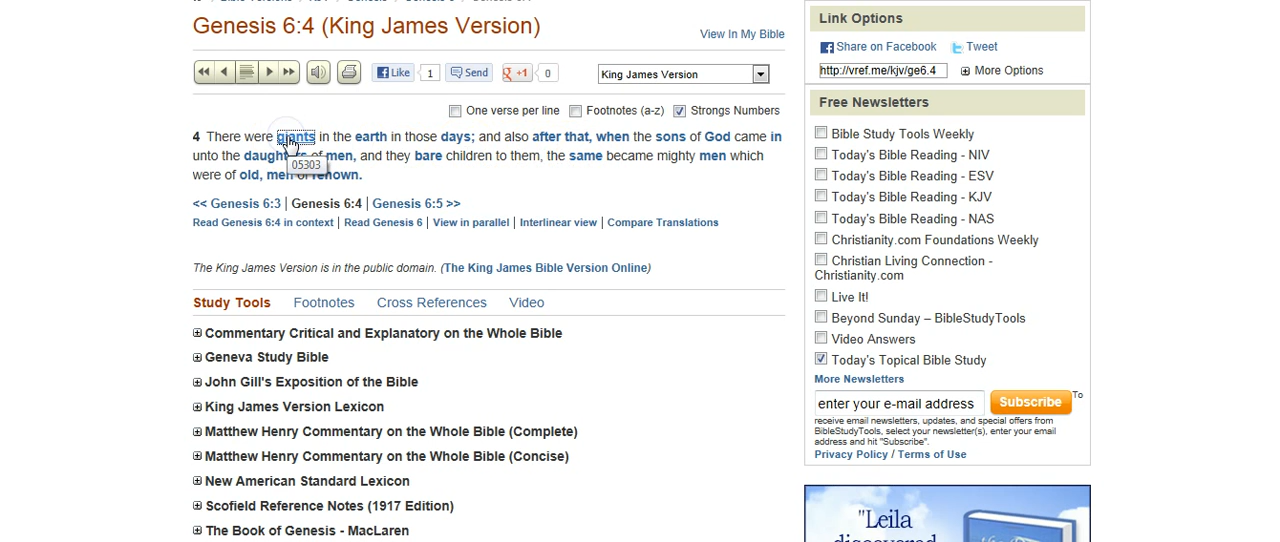 Genesis 6:4 (King James Version)
View In My Bible
Like 1 Send +1 0
King James Version
One verse per line Footnotes (a-z) Strongs Numbers
4 There were giants in the earth in those days; and also after that, when the sons of God came in
unto the daughters of men, and they bare children to them, the same became mighty men which
05303
were of old, men of renown.
<< Genesis 6:3 | Genesis 6:4 | Genesis 6:5 >>
Read Genesis 6:4 in context | Read Genesis 6 | View in parallel | Interlinear view | Compare Translations
The King James Version is in the public domain. (The King James Bible Version Online)
Study Tools Footnotes Cross References Video
Commentary Critical and Explanatory on the Whole Bible
Geneva Study Bible
John Gill's Exposition of the Bible
King James Version Lexicon
Matthew Henry Commentary on the Whole Bible (Complete)
Matthew Henry Commentary on the Whole Bible (Concise)
New American Standard Lexicon
Scofield Reference Notes (1917 Edition)
The Book of Genesis - MacLaren
Link Options
Share on Facebook Tweet
http://vref.me/kjv/ge6.4 More Options
Free Newsletters
Bible Study Tools Weekly
Today's Bible Reading - NIV
Today's Bible Reading - ESV
Today's Bible Reading - KJV
Today's Bible Reading - NAS
Christianity.com Foundations Weekly
Christian Living Connection -
Christianity.com
Live It!
Beyond Sunday – BibleStudyTools
Video Answers
Today's Topical Bible Study
More Newsletters
enter your e-mail address Subscribe To
receive email newsletters, updates, and special offers from
BibleStudyTools, select your newsletter(s), enter your email
address and hit "Subscribe".
Privacy Policy / Terms of Use
"Leila
discovered